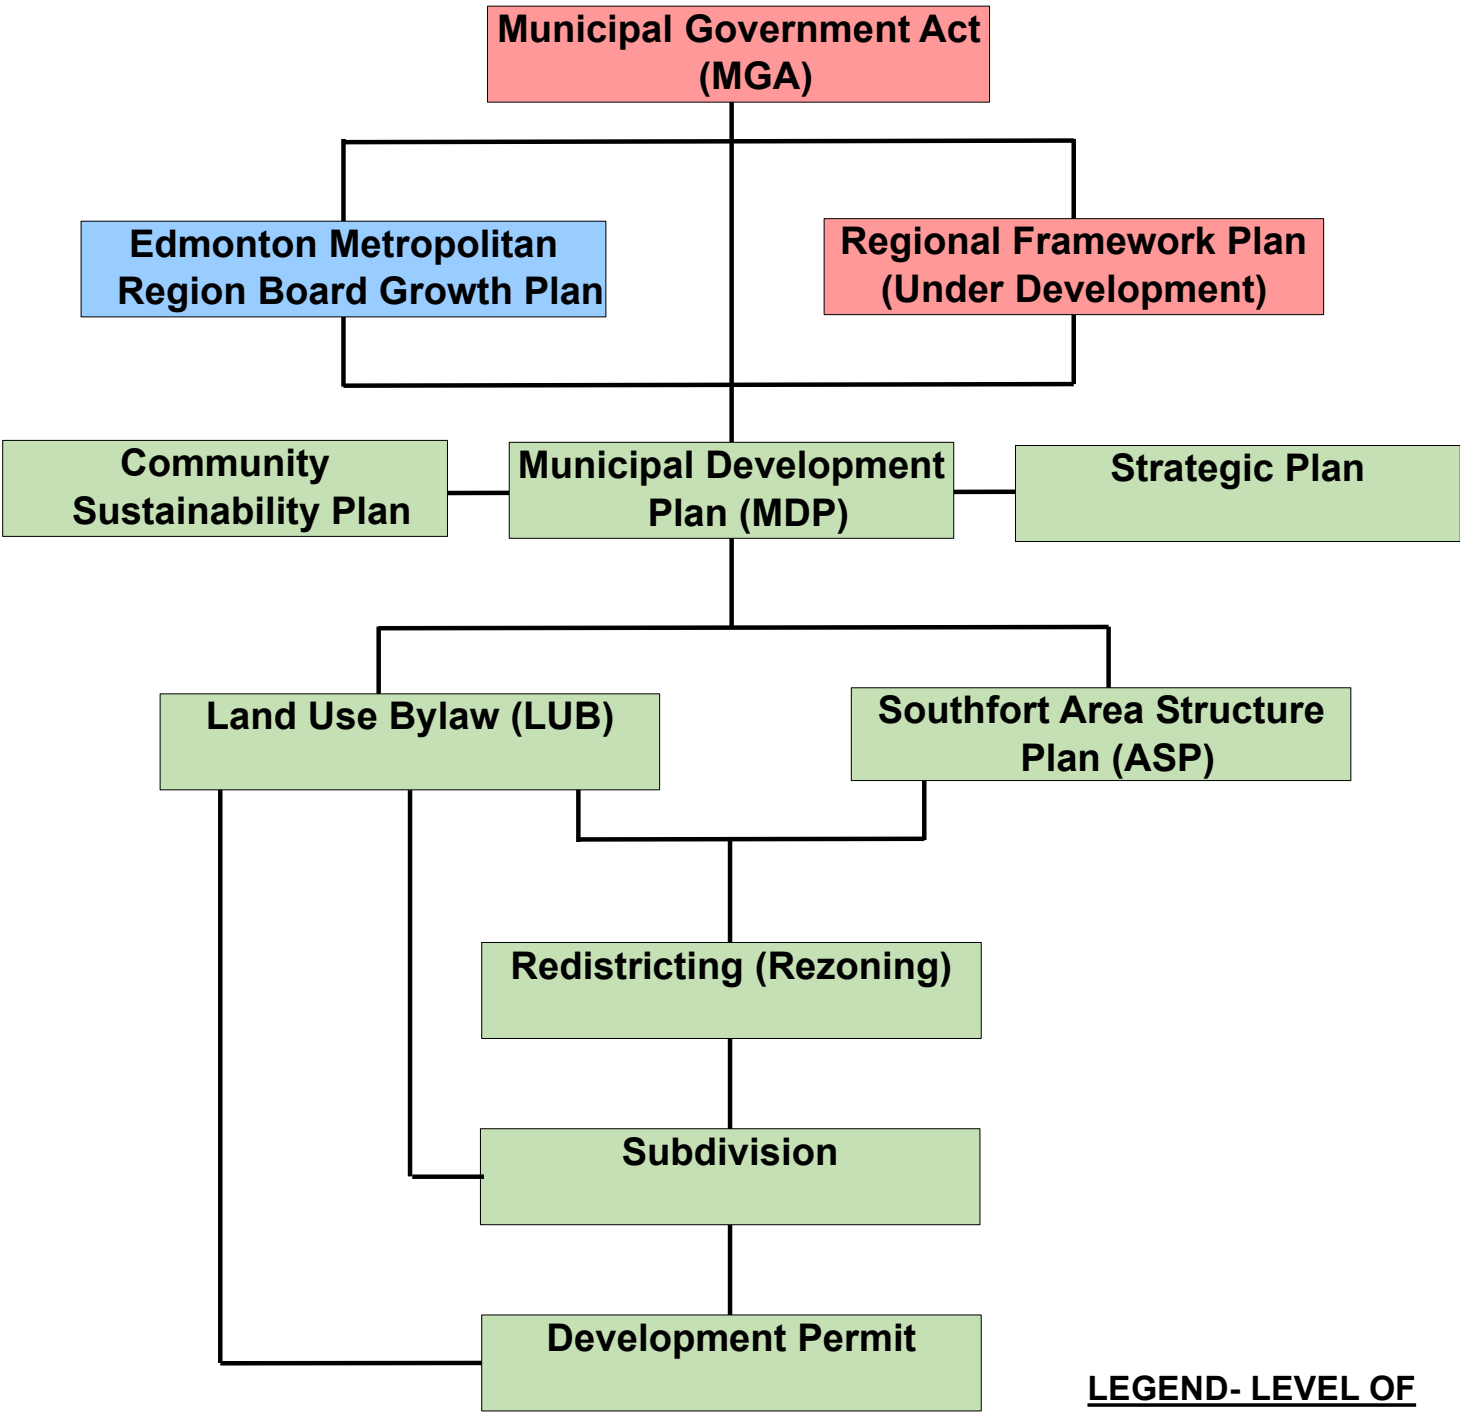 Municipal Government Act
(MGA)
Edmonton Metropolitan
Region Board Growth Plan
Regional Framework Plan
(Under Development)
Community
Sustainability Plan
Municipal Development
Plan (MDP)
Strategic Plan
Land Use Bylaw (LUB)
Southfort Area Structure
Plan (ASP)
Redistricting (Rezoning)
Subdivision
Development Permit
LEGEND- LEVEL OF